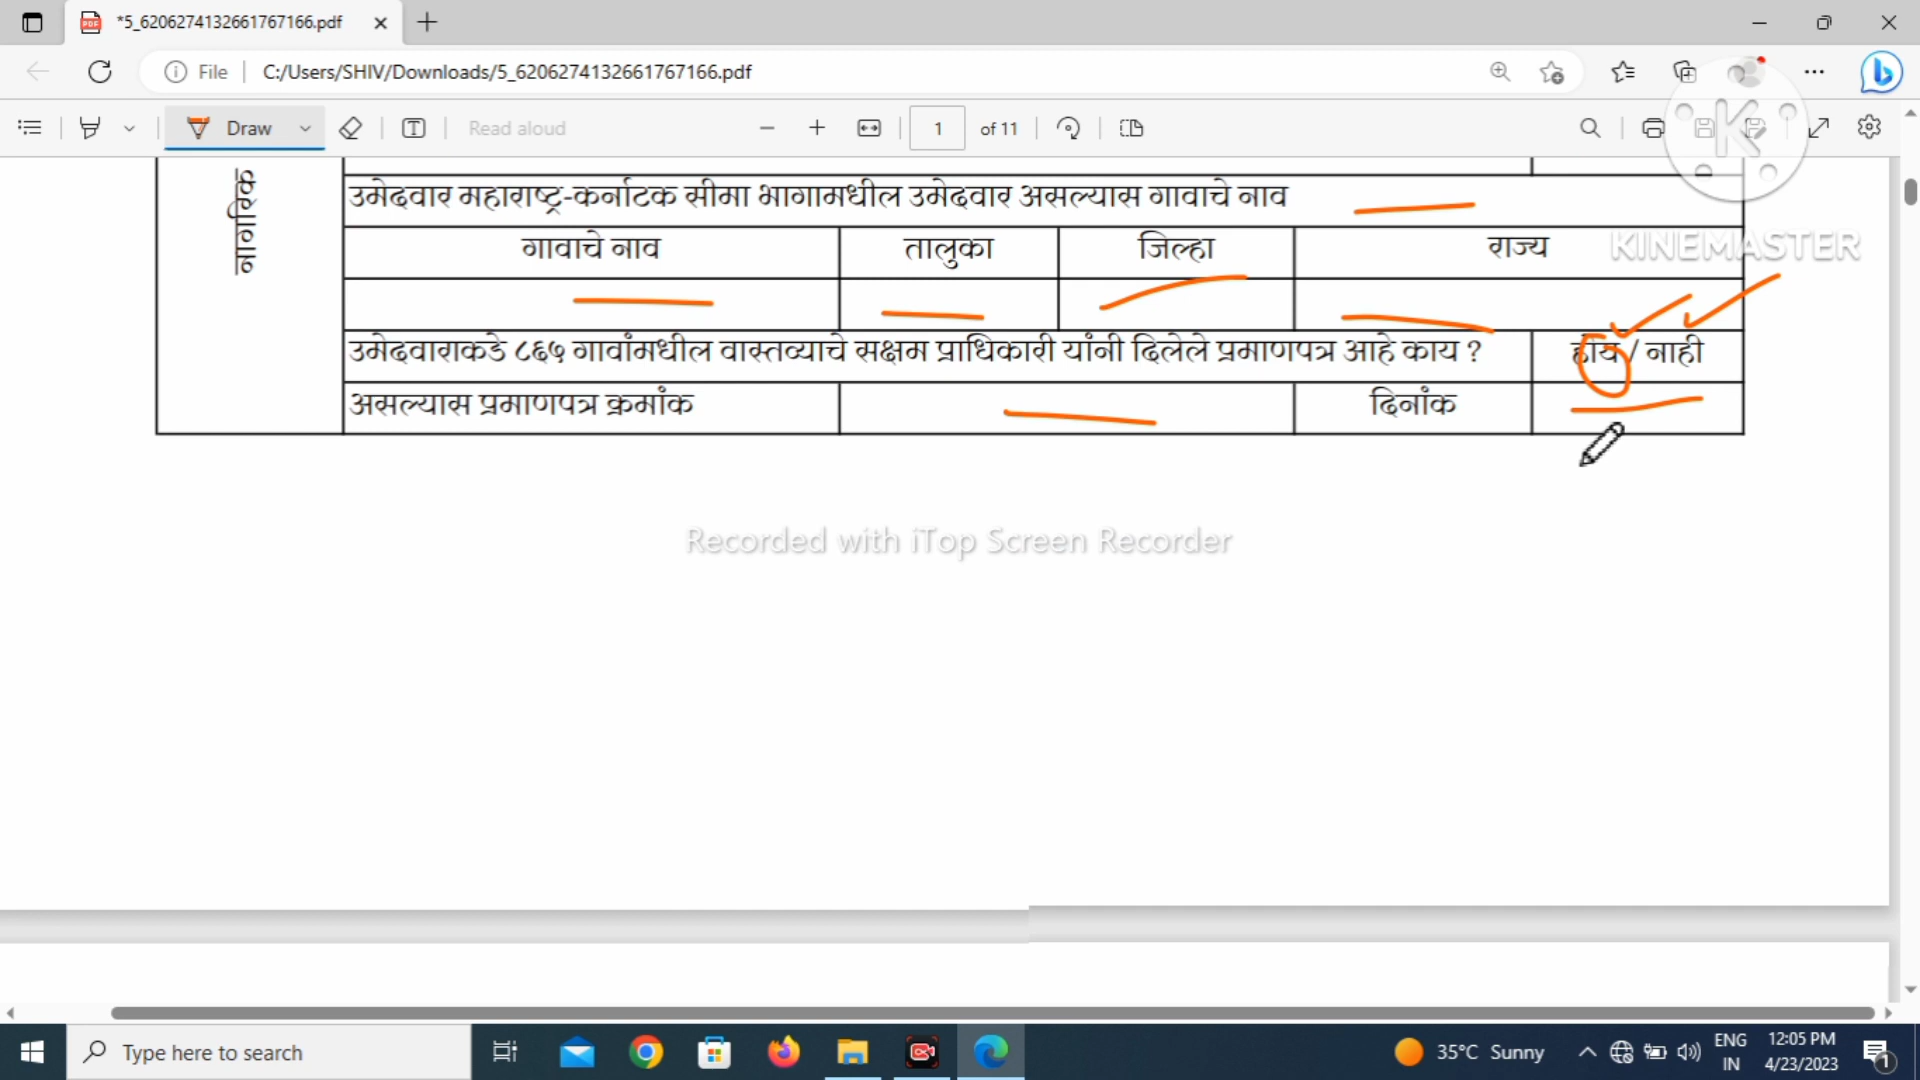 *5_6206274132661767166.pdf
File
C:/Users/SHIV/Downloads/5_6206274132661767166.pdf
Draw
Read aloud
1
of 11
नागरिक
उमेदवार महाराष्ट्र-कर्नाटक सीमा भागामधील उमेदवार असल्यास गावाचे नाव
गावाचे नाव तालुका जिल्हा राज्य
KINEMASTER
उमेदवाराकडे ८६५ गावांमधील वास्तव्याचे सक्षम प्राधिकारी यांनी दिलेले प्रमाणपत्र आहे काय ? होय / नाही
असल्यास प्रमाणपत्र क्रमांक दिनांक
Recorded with iTop Screen Recorder
Type here to search
35°C Sunny
ENG
IN
12:05 PM
4/23/2023
1